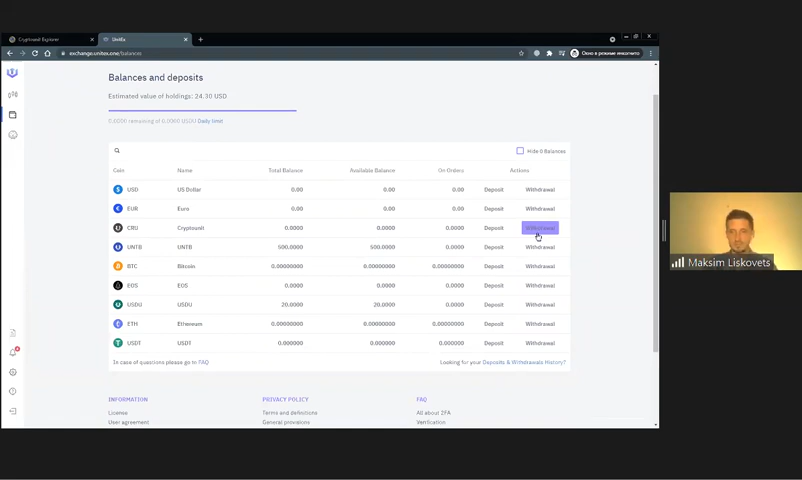 Cryptounit Explorer
UnitEx
exchange.unitex.one/balances
Окно в режиме инкогнито
Balances and deposits
Estimated value of holdings: 24.30 USD
0.0000 remaining of 0.0000 USDU Daily limit
Hide 0 Balances
Coin Name Total Balance Available Balance On Orders Actions
USD US Dollar 0.00 0.00 0.00 Deposit Withdrawal
EUR Euro 0.00 0.00 0.00 Deposit Withdrawal
CRU Cryptounit 0.0000 0.0000 0.0000 Deposit Withdrawal
UNTB UNTB 500.0000 500.0000 0.0000 Deposit Withdrawal
BTC Bitcoin 0.00000000 0.00000000 0.00000000 Deposit Withdrawal
EOS EOS 0.0000 0.0000 0.0000 Deposit Withdrawal
USDU USDU 20.0000 20.0000 0.0000 Deposit Withdrawal
ETH Ethereum 0.00000000 0.00000000 0.00000000 Deposit Withdrawal
USDT USDT 0.000000 0.000000 0.000000 Deposit Withdrawal
In case of questions please go to FAQ Looking for your Deposits & Withdrawals History?
INFORMATION PRIVACY POLICY FAQ
License Terms and definitions All about 2FA
User agreement General provisions Verification
Maksim Liskovets